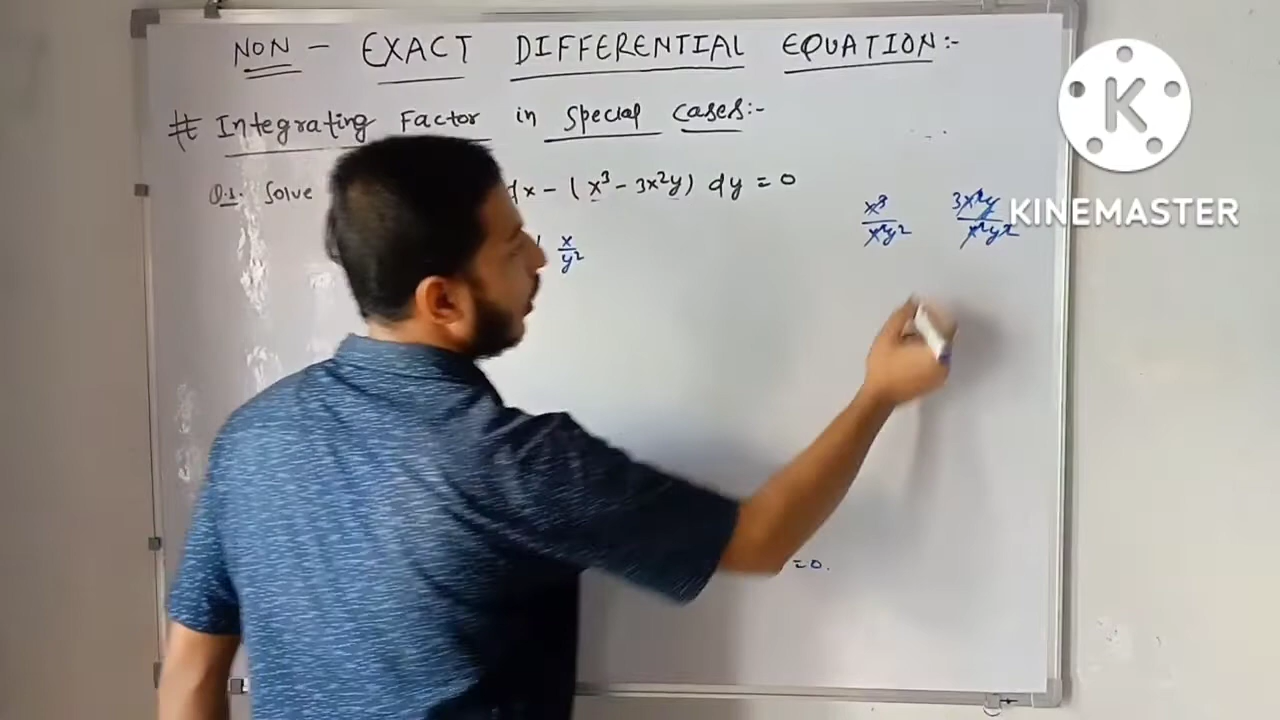 NON - EXACT DIFFERENTIAL EQUATION:-
# Integrating Factor in Special Cases:-
Q.1. Solve dx - (x³ - 3x²y) dy = 0
x³/x²y² 3x²y/x²y²
K
KINEMASTER
x/y²
=0.